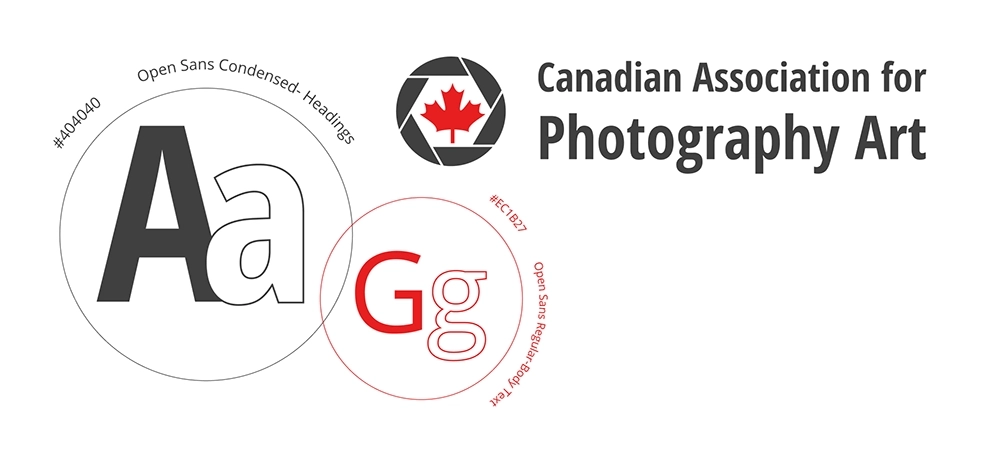 Open Sans Condensed- Headings
#404040
Aa
Canadian Association for
Photography Art
#EC1B27
Gg
Open Sans Regular-Body Text